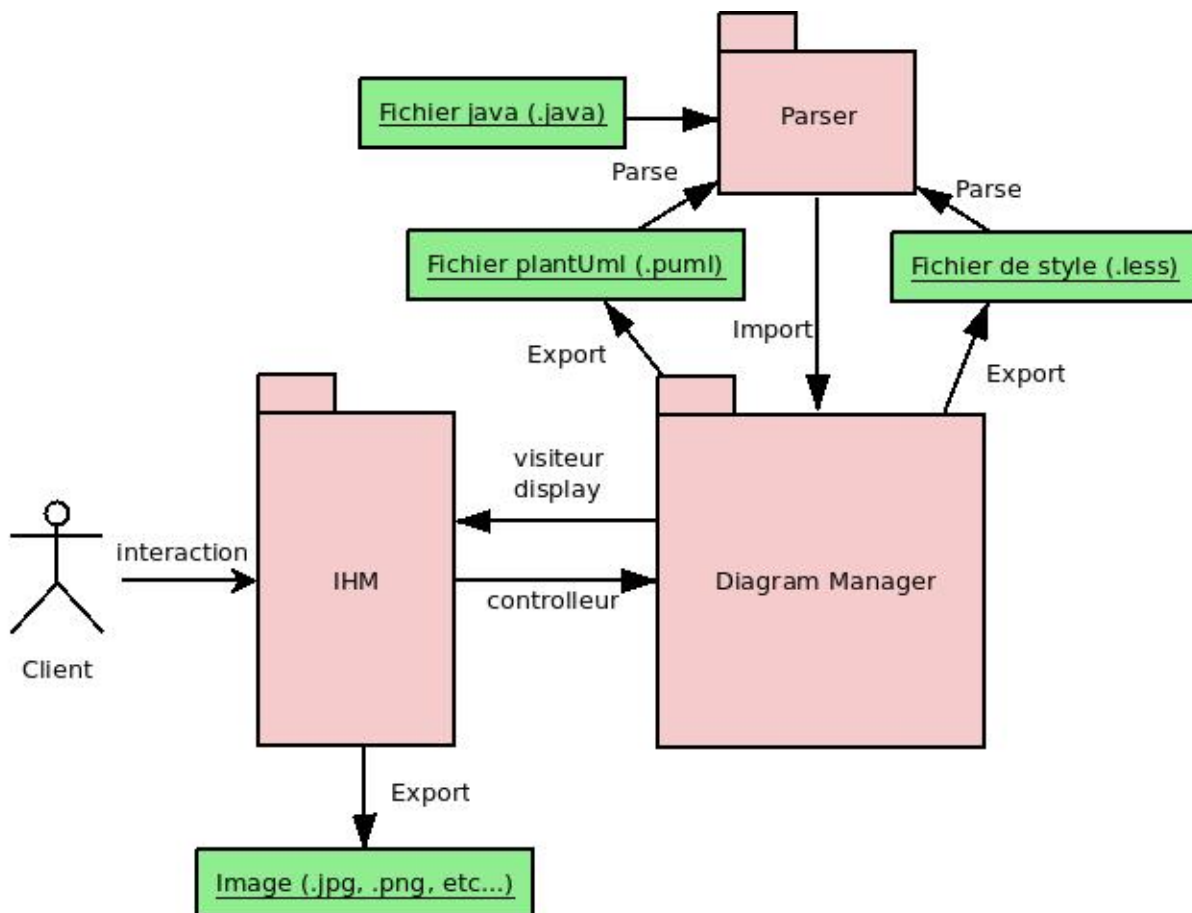 Parser
Fichier java (.java)
Parse
Parse
Fichier plantUml (.puml)
Fichier de style (.less)
Import
Export
Export
visiteur
display
interaction
IHM
Diagram Manager
controlleur
Client
Export
Image (.jpg, .png, etc...)